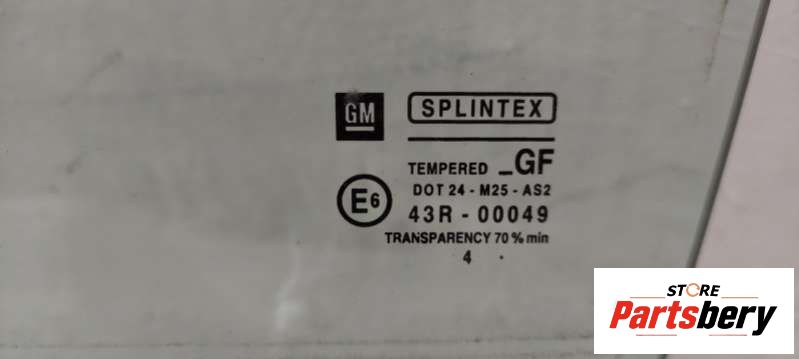 GM SPLINTEX
TEMPERED _GF
DOT 24 - M25 - AS2
E6 43R - 00049
TRANSPARENCY 70 % min
4 .
STORE
Partsbery